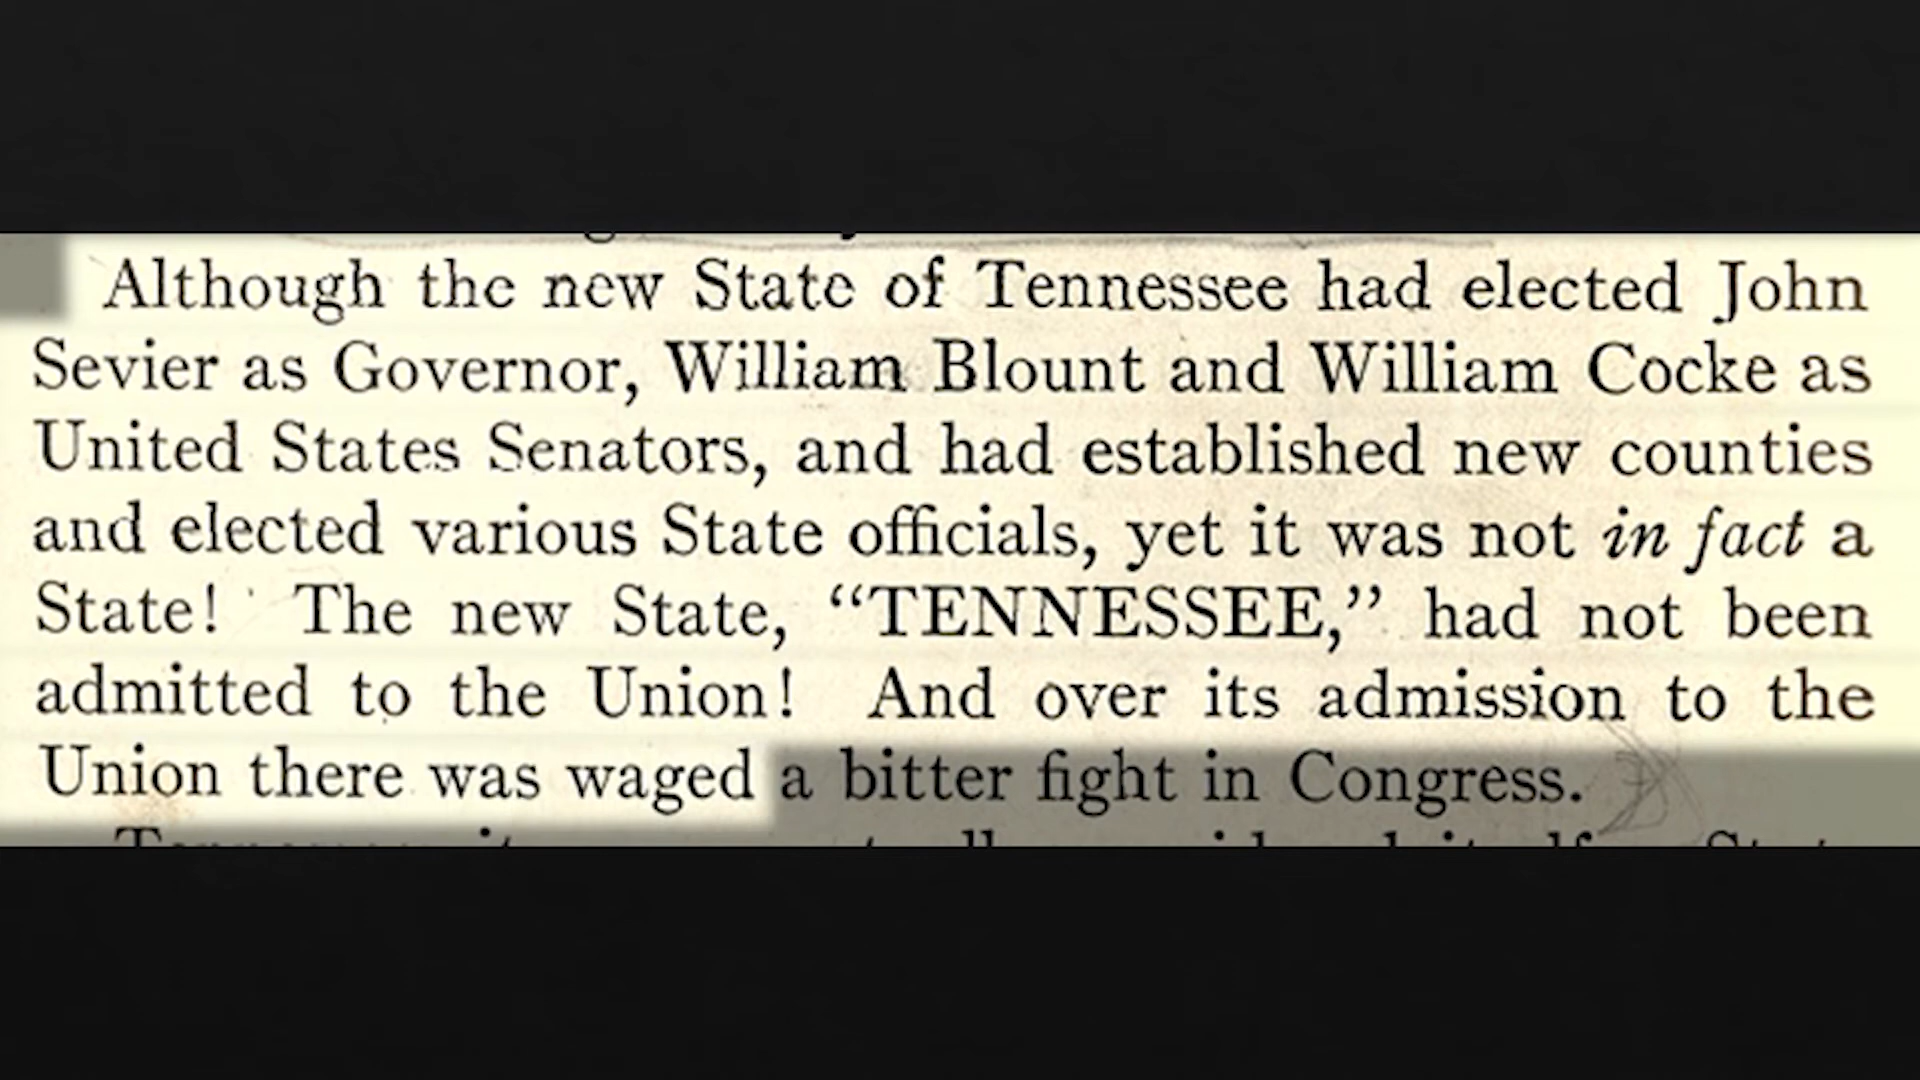 Although the new State of Tennessee had elected John
Sevier as Governor, William Blount and William Cocke as
United States Senators, and had established new counties
and elected various State officials, yet it was not in fact a
State! The new State, “TENNESSEE,” had not been
admitted to the Union! And over its admission to the
Union there was waged a bitter fight in Congress.